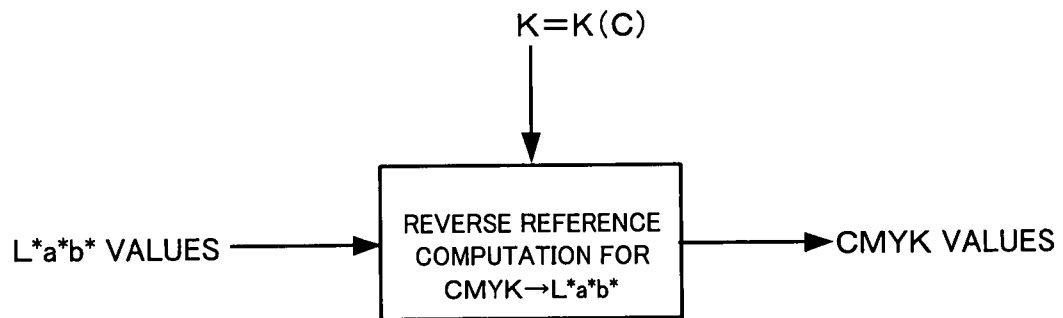 K=K(C)
L*a*b* VALUES
REVERSE REFERENCE
COMPUTATION FOR
CMYK→L*a*b*
CMYK VALUES